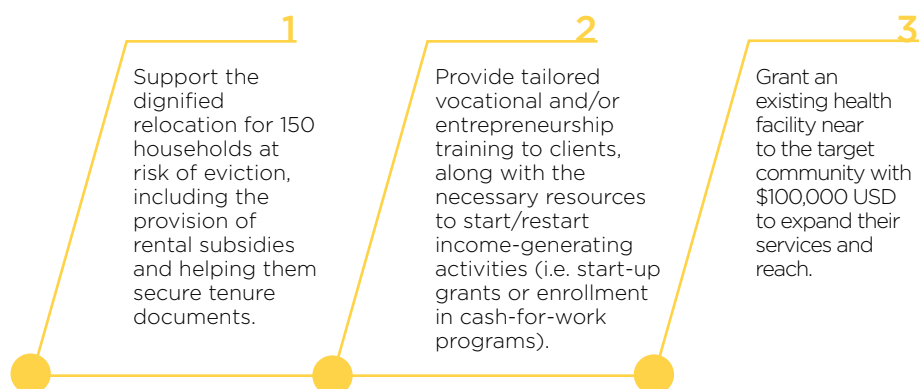 1
Support the
dignified
relocation for 150
households at
risk of eviction,
including the
provision of
rental subsidies
and helping them
secure tenure
documents.
2
Provide tailored
vocational and/or
entrepreneurship
training to clients,
along with the
necessary resources
to start/restart
income-generating
activities (i.e. start-up
grants or enrollment
in cash-for-work
programs).
3
Grant an
existing health
facility near
to the target
community with
$100,000 USD
to expand their
services and
reach.